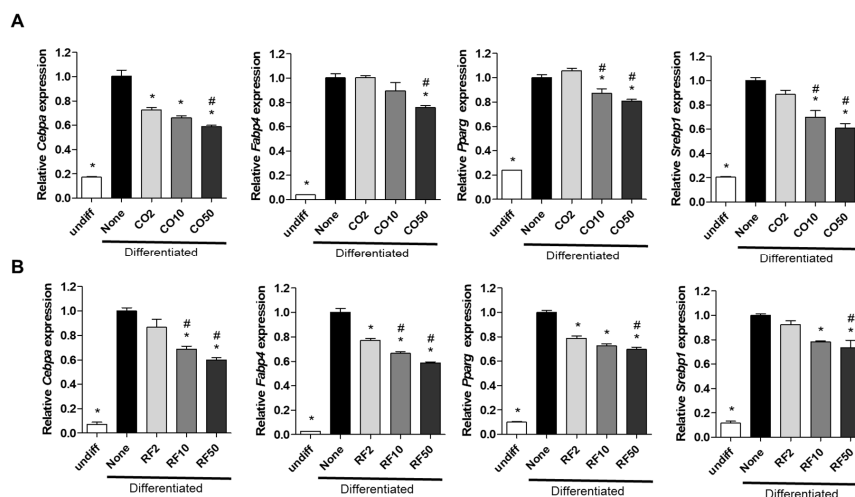 A
Relative Cebpa expression
1.2
1.0
0.8
0.6
0.4
0.2
0.0
*
*
*
#
*
undiff
None
CO2
CO10
CO50
Differentiated
Relative Fabp4 expression
1.2
1.0
0.8
0.6
0.4
0.2
0.0
#
*
undiff
None
CO2
CO10
CO50
Differentiated
Relative Pparg expression
1.2
1.0
0.8
0.6
0.4
0.2
0.0
*
#
*
#
*
undiff
None
CO2
CO10
CO50
Differentiated
Relative Srebp1 expression
1.2
1.0
0.8
0.6
0.4
0.2
0.0
*
#
*
#
*
undiff
None
CO2
CO10
CO50
Differentiated
B
Relative Cebpa expression
1.2
1.0
0.8
0.6
0.4
0.2
0.0
*
#
*
#
*
undiff
None
RF2
RF10
RF50
Differentiated
Relative Fabp4 expression
1.2
1.0
0.8
0.6
0.4
0.2
0.0
*
*
#
*
#
*
undiff
None
RF2
RF10
RF50
Differentiated
Relative Pparg expression
1.2
1.0
0.8
0.6
0.4
0.2
0.0
*
*
*
#
*
undiff
None
RF2
RF10
RF50
Differentiated
Relative Srebp1 expression
1.2
1.0
0.8
0.6
0.4
0.2
0.0
*
*
#
*
undiff
None
RF2
RF10
RF50
Differentiated